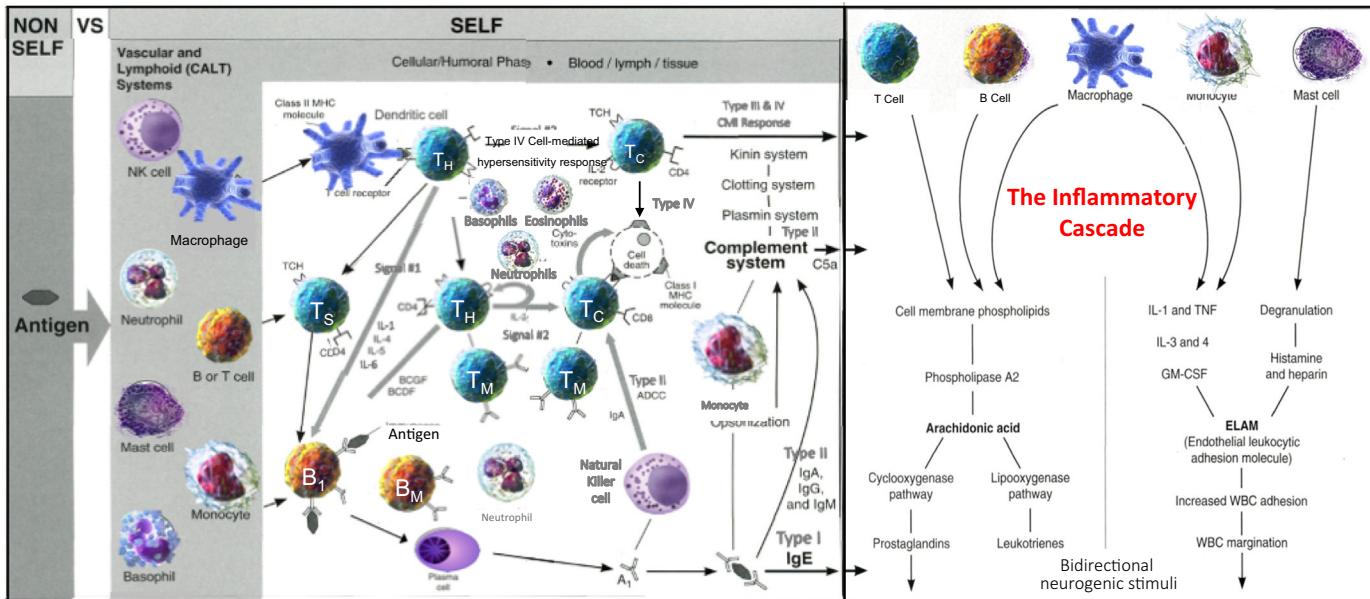 NON
SELF
VS
SELF
Vascular and
Lymphoid (CALT)
Systems
Cellular/Humoral Phas • Blood / lymph / tissue
NK cell
Macrophage
Antigen
Neutrophil
B or T cell
Mast cell
Monocyte
Basophil
Class II MHC
molecule
Dendritic cell
Signal #2
Type IV Cell-mediated
hypersensitivity response
TH
T cell receptor
TCH
TC
IL-2
receptor
CD4
Type III & IV
CMI Response
Kinin system
Clotting system
Plasmin system
Type II
Complement
system
C5a
Basophils
Eosinophils
Neutrophils
Cyto-
toxins
Type IV
Cell
death
Class I
MHC
molecule
TCH
TS
CD4
Signal #1
IL-1
IL-4
IL-5
IL-6
CD4
TH
IL-2
Signal #2
TC
CD8
BCGF
BCDF
TM
TM
Type II
ADCC
IgA
Monocyte
Opsonization
Antigen
B1
BM
Neutrophil
Natural
Killer
cell
Type II
IgA,
IgG,
and IgM
Plasma
cell
A1
Type I
IgE
T Cell
B Cell
Macrophage
Monocyte
Mast cell
The Inflammatory
Cascade
Cell membrane phospholipids
Phospholipase A2
Arachidonic acid
Cyclooxygenase
pathway
Lipooxygenase
pathway
Prostaglandins
Leukotrienes
IL-1 and TNF
IL-3 and 4
GM-CSF
Degranulation
Histamine
and heparin
ELAM
(Endothelial leukocytic
adhesion molecule)
Increased WBC adhesion
WBC margination
Bidirectional
neurogenic stimuli